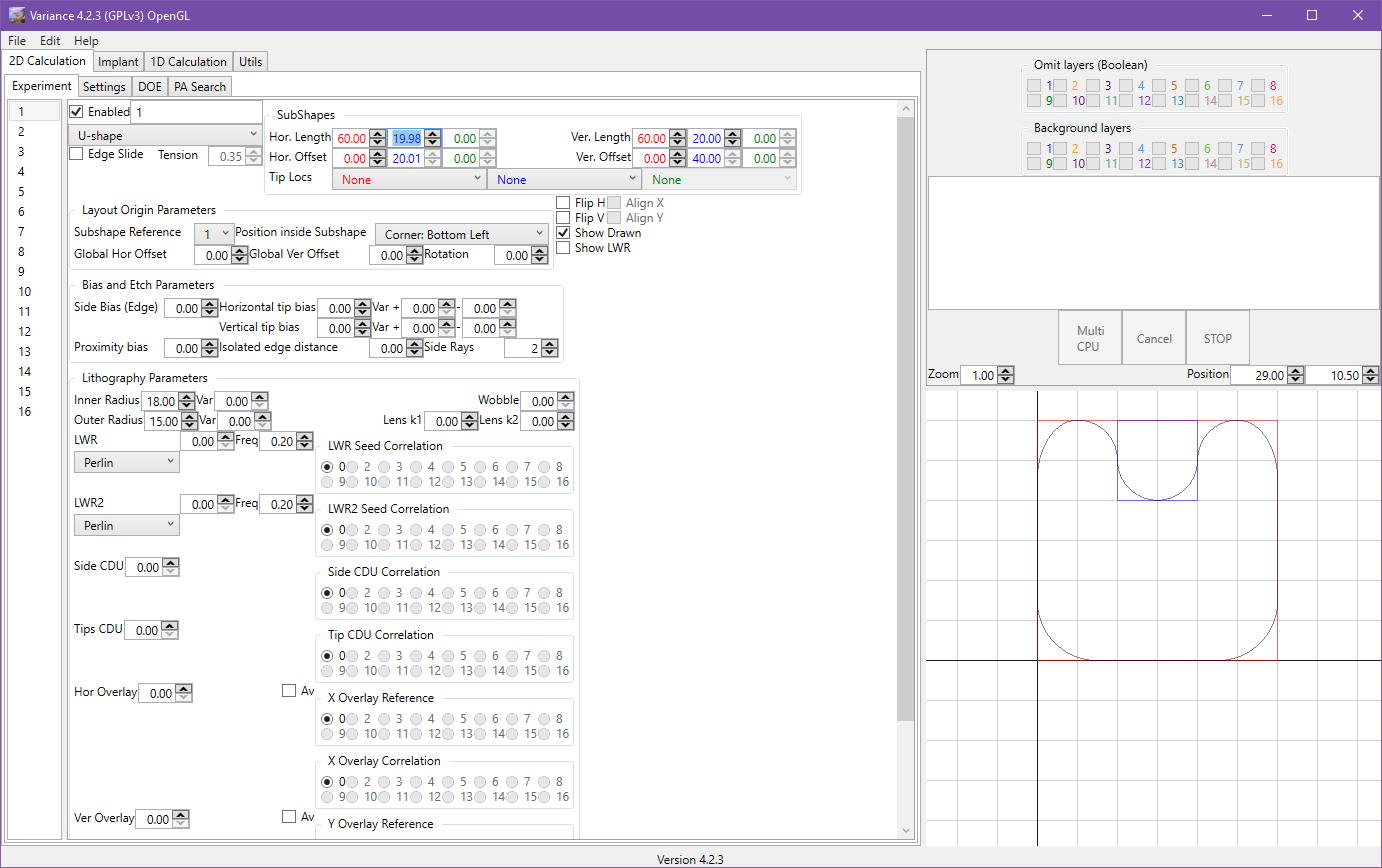 Variance 4.2.3 (GPLv3) OpenGL
File Edit Help
2D Calculation Implant 1D Calculation Utils
Experiment Settings DOE PA Search
1
2
3
4
5
6
7
8
9
10
11
12
13
14
15
16
Enabled 1
U-shape
Edge Slide Tension 0.35
SubShapes
Hor. Length 60.00 19.98 0.00 Ver. Length 60.00 20.00 0.00
Hor. Offset 0.00 20.01 0.00 Ver. Offset 0.00 40.00 0.00
Tip Locs None None None
Layout Origin Parameters
Subshape Reference 1 Position inside Subshape Corner: Bottom Left
Global Hor Offset 0.00 Global Ver Offset 0.00 Rotation 0.00
Flip H Align X
Flip V Align Y
Show Drawn
Show LWR
Bias and Etch Parameters
Side Bias (Edge) 0.00 Horizontal tip bias 0.00 Var + 0.00 - 0.00
Vertical tip bias 0.00 Var + 0.00 - 0.00
Proximity bias 0.00 Isolated edge distance 0.00 Side Rays 2
Lithography Parameters
Inner Radius 18.00 Var 0.00 Wobble 0.00
Outer Radius 15.00 Var 0.00 Lens k1 0.00 Lens k2 0.00
LWR 0.00 Freq 0.20
Perlin
LWR Seed Correlation
0 2 3 4 5 6 7 8
9 10 11 12 13 14 15 16
LWR2 0.00 Freq 0.20
Perlin
LWR2 Seed Correlation
0 2 3 4 5 6 7 8
9 10 11 12 13 14 15 16
Side CDU 0.00
Side CDU Correlation
0 2 3 4 5 6 7 8
9 10 11 12 13 14 15 16
Tips CDU 0.00
Tip CDU Correlation
0 2 3 4 5 6 7 8
9 10 11 12 13 14 15 16
Hor Overlay 0.00 Av
X Overlay Reference
0 2 3 4 5 6 7 8
9 10 11 12 13 14 15 16
X Overlay Correlation
0 2 3 4 5 6 7 8
9 10 11 12 13 14 15 16
Ver Overlay 0.00 Av
Y Overlay Reference
Omit layers (Boolean)
1 2 3 4 5 6 7 8
9 10 11 12 13 14 15 16
Background layers
1 2 3 4 5 6 7 8
9 10 11 12 13 14 15 16
Multi
CPU
Cancel
STOP
Zoom 1.00 Position 29.00 10.50
Version 4.2.3